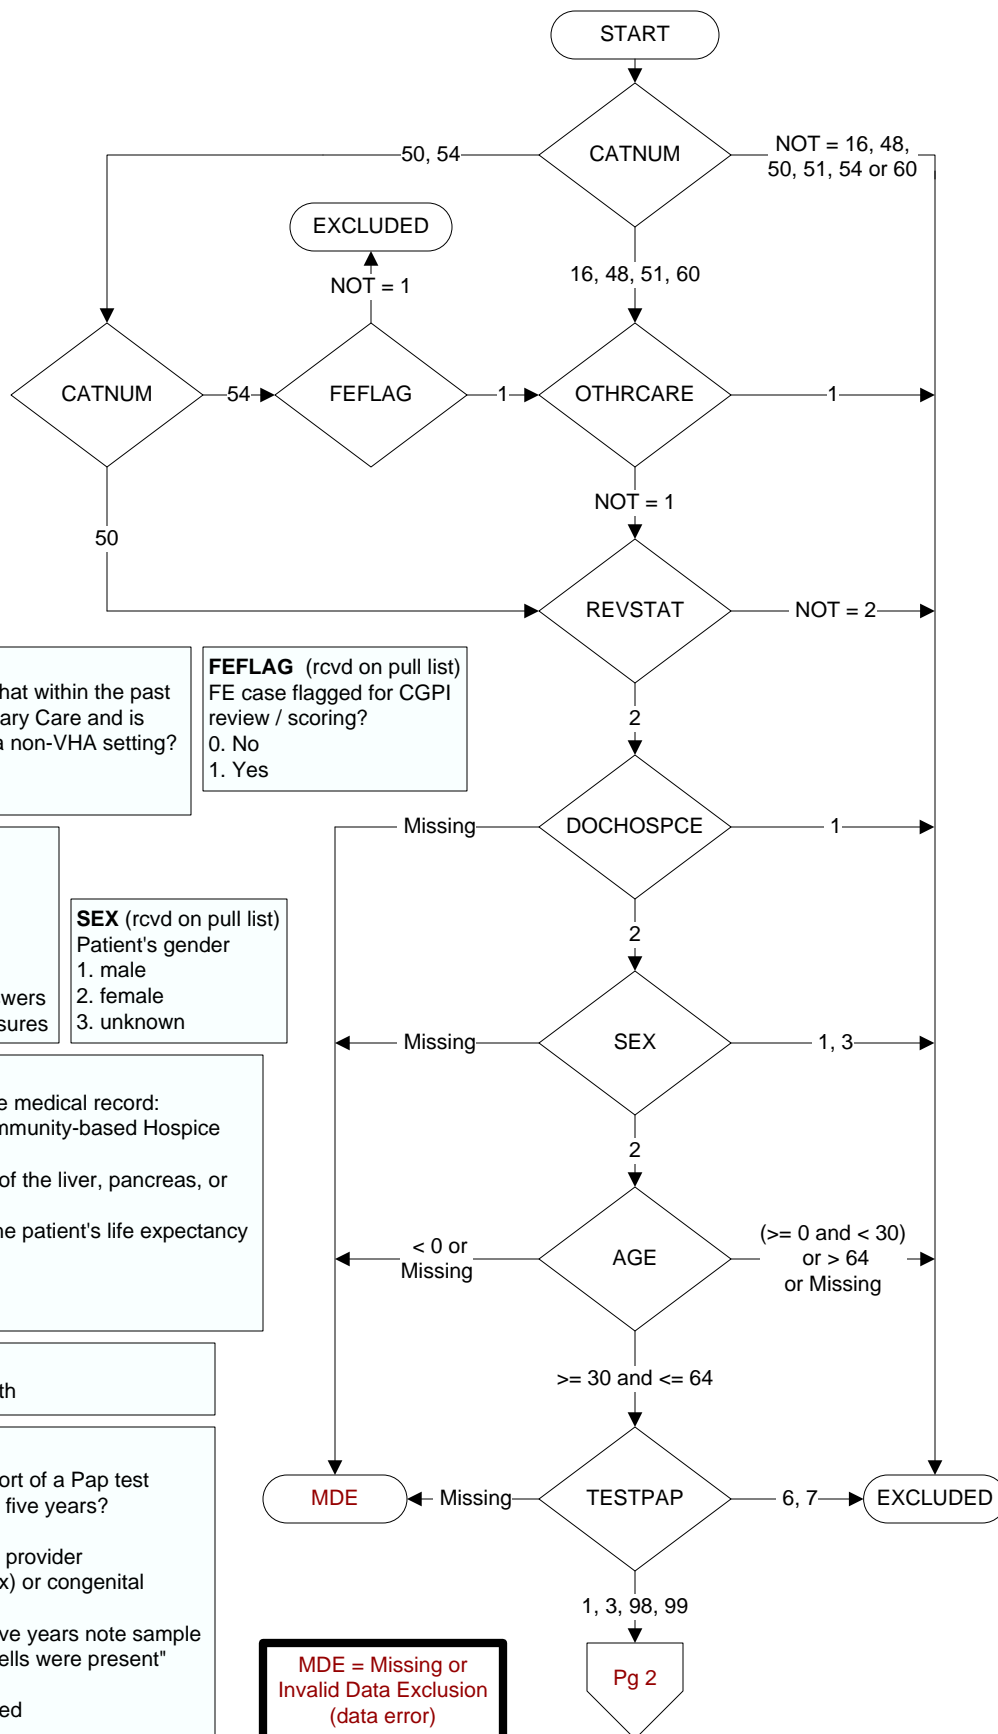 START
CATNUM
50, 54
NOT = 16, 48,
50, 51, 54 or 60
EXCLUDED
NOT = 1
16, 48, 51, 60
CATNUM
54
FEFLAG
1
OTHRCARE
1
NOT = 1
50
REVSTAT
NOT = 2
hat within the past
ary Care and is
a non-VHA setting?
FEFLAG (rcvd on pull list)
FE case flagged for CGPI
review / scoring?
0. No
1. Yes
2
Missing
DOCHOSPCE
1
wers
sures
SEX (rcvd on pull list)
Patient's gender
1. male
2. female
3. unknown
2
Missing
SEX
1, 3
e medical record:
mmunity-based Hospice
of the liver, pancreas, or
he patient's life expectancy
2
< 0 or
Missing
AGE
(>= 0 and < 30)
or > 64
or Missing
th
>= 30 and <= 64
ort of a Pap test
five years?
provider
x) or congenital
ve years note sample
ells were present"
ed
MDE
Missing
TESTPAP
6, 7
EXCLUDED
1, 3, 98, 99
MDE = Missing or
Invalid Data Exclusion
(data error)
Pg 2